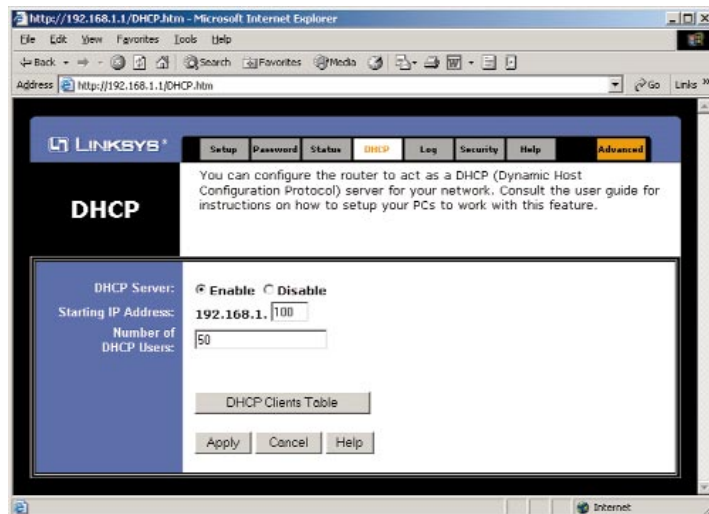 http://192.168.1.1/DHCP.htm - Microsoft Internet Explorer
File Edit View Favorites Tools Help
Back Search Favorites Media
Address http://192.168.1.1/DHCP.htm Go Links »
LINKSYS®
Setup Password Status DHCP Log Security Help Advanced
DHCP
You can configure the router to act as a DHCP (Dynamic Host
Configuration Protocol) server for your network. Consult the user guide for
instructions on how to setup your PCs to work with this feature.
DHCP Server: Enable Disable
Starting IP Address: 192.168.1. 100
Number of
DHCP Users: 50
DHCP Clients Table
Apply Cancel Help
Internet